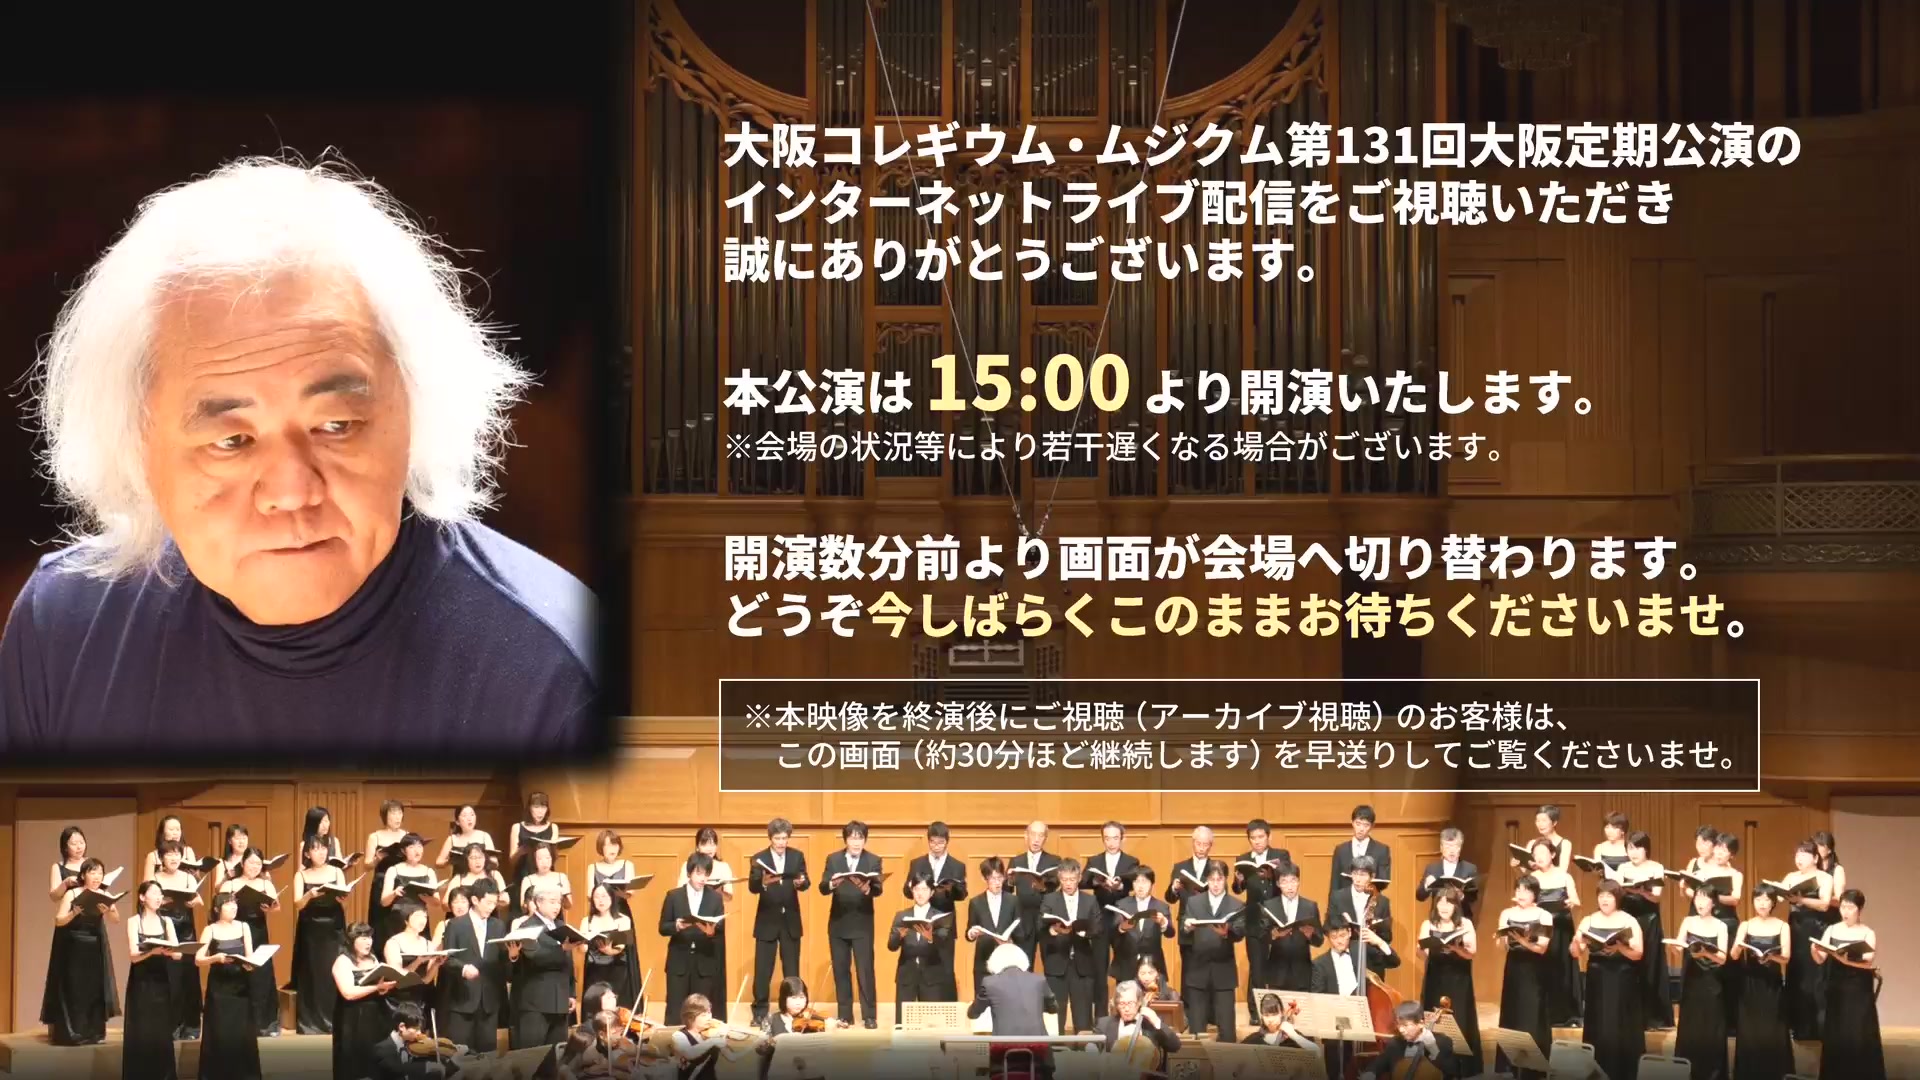 大阪コレギウム・ムジクム第131回大阪定期公演の
インターネットライブ配信をご視聴いただき
誠にありがとうございます。
本公演は 15:00 より開演いたします。
※会場の状況等により若干遅くなる場合がございます。
開演数分前より画面が会場へ切り替わります。
どうぞ今しばらくこのままお待ちくださいませ。
※本映像を終演後にご視聴（アーカイブ視聴）のお客様は、
この画面（約30分ほど継続します）を早送りしてご覧くださいませ。